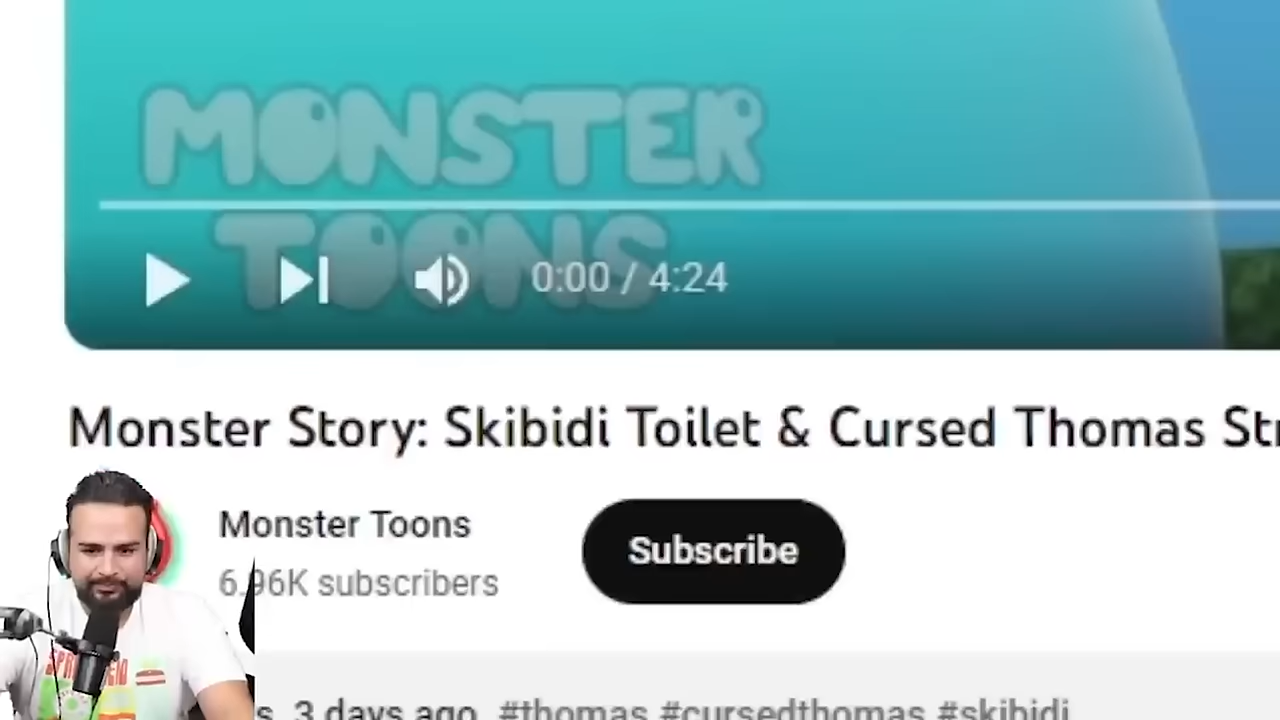 MONSTER
TOONS
0:00 / 4:24
Monster Story: Skibidi Toilet & Cursed Thomas Str
Monster Toons
6.96K subscribers
Subscribe
s 3 days ago #thomas #cursedthomas #skibidi